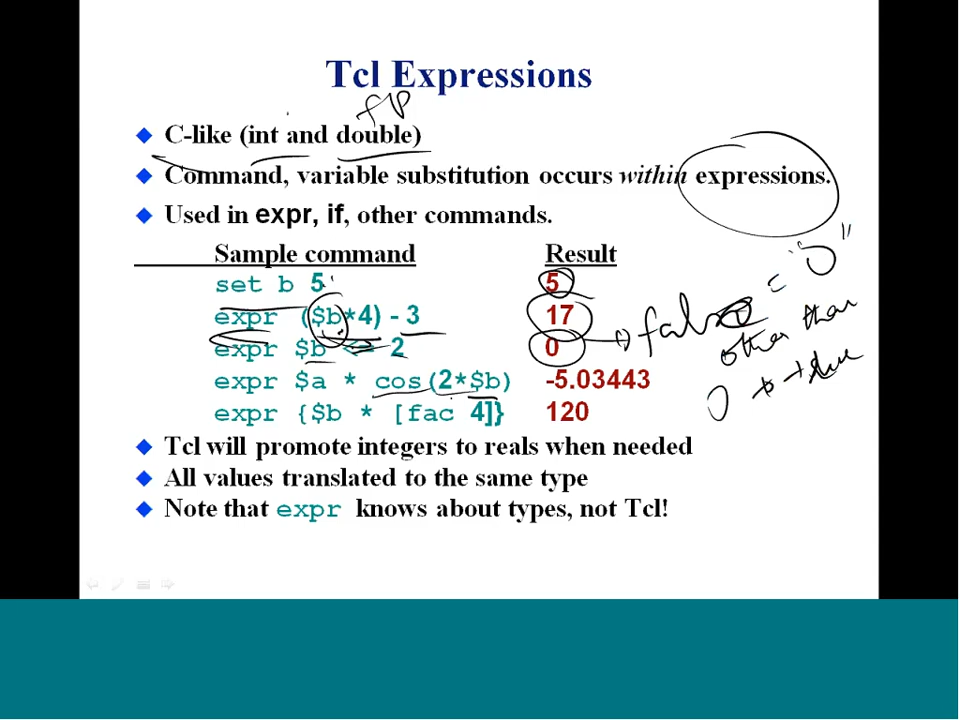 Tcl Expressions
FP
C-like (int and double)
Command, variable substitution occurs within expressions.
Used in expr, if, other commands.
Sample command Result
set b 5 5
expr ($b*4) - 3 17
expr $b <= 2 0
expr $a * cos(2*$b) -5.03443
expr {$b * [fac 4]} 120
Tcl will promote integers to reals when needed
All values translated to the same type
Note that expr knows about types, not Tcl!
false = "0"
other than
0 → true